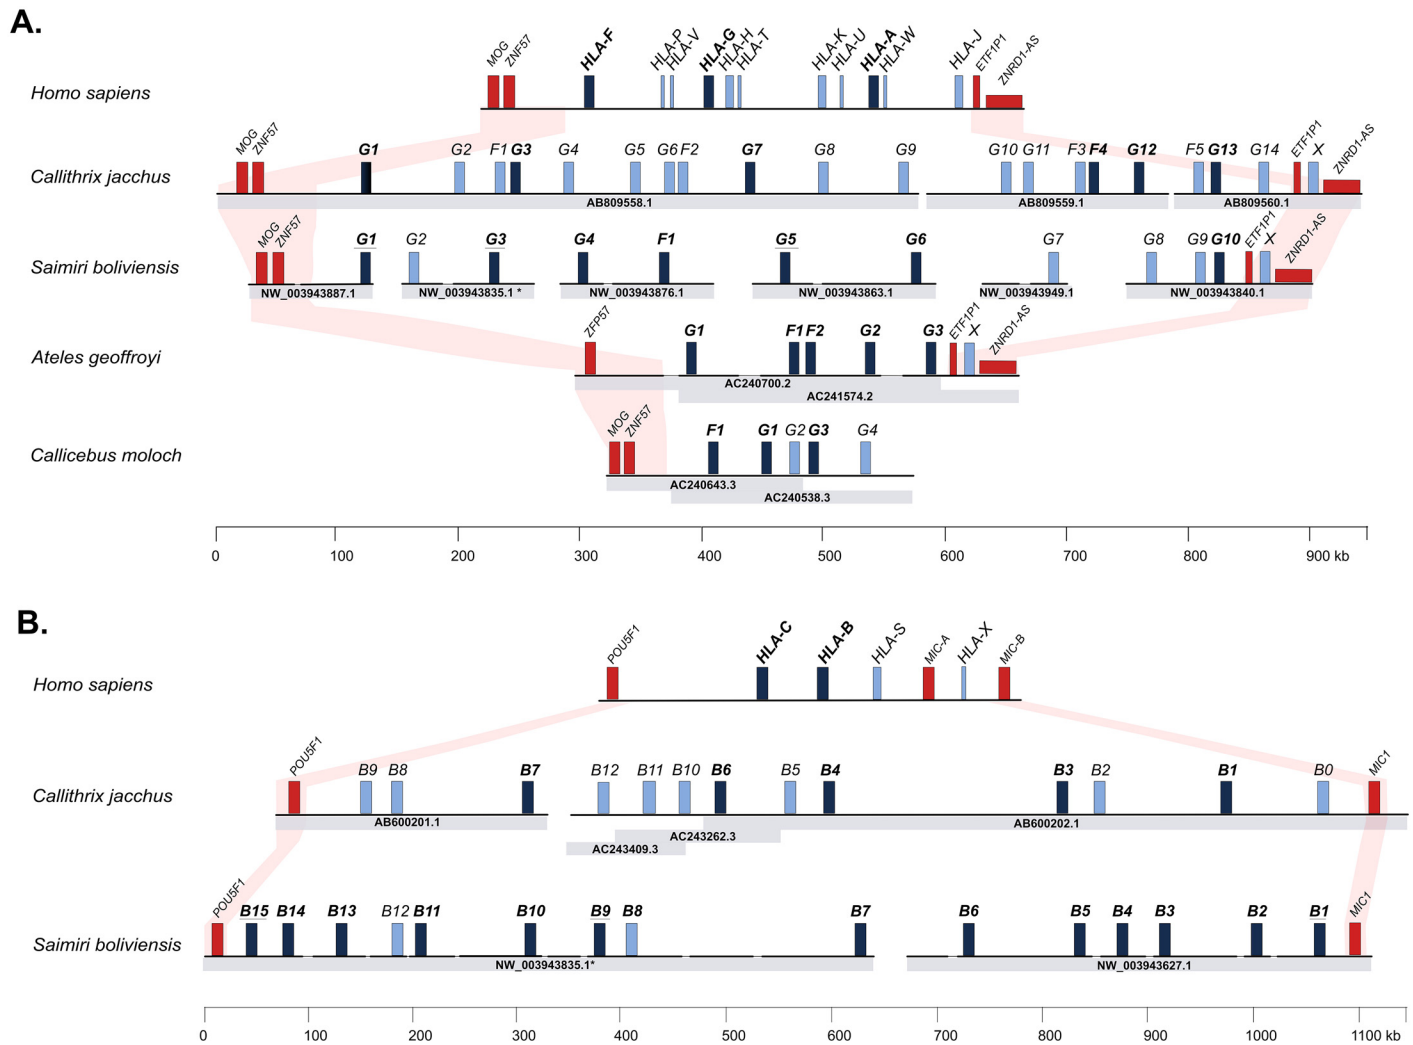 A.
MOG ZNF57 HLA-F HLA-P HLA-V HLA-G HLA-H HLA-T HLA-K HLA-U HLA-A HLA-W HLA-J ETF1P1 ZNRD1-AS
Homo sapiens
MOG ZNF57 G1 G2 F1 G3 G4 G5 G6 F2 G7 G8 G9 G10 G11 F3 F4 G12 F5 G13 G14 ETF1P1 X ZNRD1-AS
Callithrix jacchus
AB809558.1 AB809559.1 AB809560.1
MOG ZNF57 G1 G2 G3 G4 F1 G5 G6 G7 G8 G9 G10 ETF1P1 X ZNRD1-AS
Saimiri boliviensis
NW_003943887.1 NW_003943835.1 * NW_003943876.1 NW_003943863.1 NW_003943949.1 NW_003943840.1
ZFP57 G1 F1 F2 G2 G3 ETF1P1 X ZNRD1-AS
Ateles geoffroyi
AC240700.2
AC241574.2
MOG ZNF57 F1 G1 G2 G3 G4
Callicebus moloch
AC240643.3
AC240538.3
0 100 200 300 400 500 600 700 800 900 kb
B.
POU5F1 HLA-C HLA-B HLA-S MIC-A HLA-X MIC-B
Homo sapiens
POU5F1 B9 B8 B7 B12 B11 B10 B6 B5 B4 B3 B2 B1 B0 MIC1
Callithrix jacchus
AB600201.1 AB600202.1
AC243262.3
AC243409.3
POU5F1 B15 B14 B13 B12 B11 B10 B9 B8 B7 B6 B5 B4 B3 B2 B1 MIC1
Saimiri boliviensis
NW_003943835.1* NW_003943627.1
0 100 200 300 400 500 600 700 800 900 1000 1100 kb